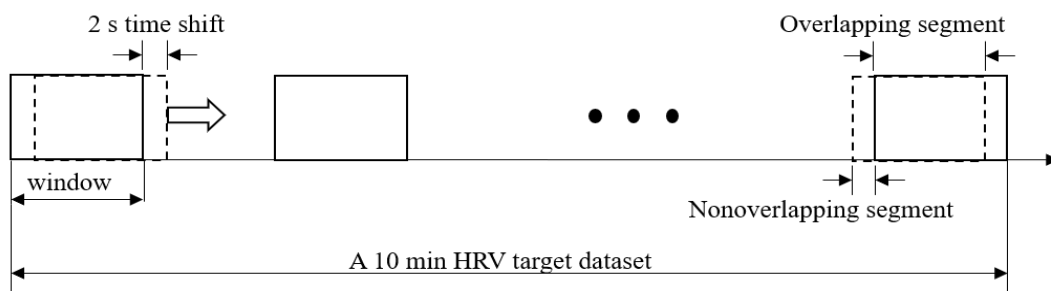 2 s time shift
Overlapping segment
window
Nonoverlapping segment
A 10 min HRV target dataset